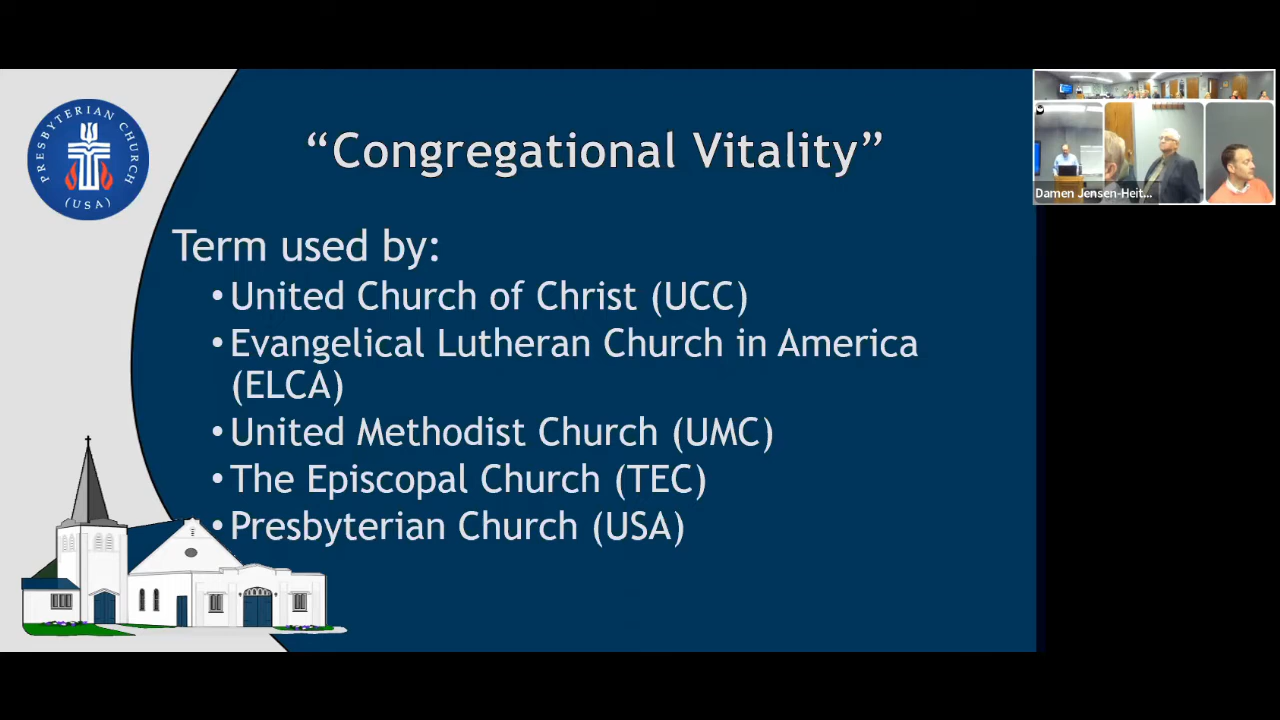 PRESBYTERIAN CHURCH
(USA)
“Congregational Vitality”
Term used by:
•United Church of Christ (UCC)
•Evangelical Lutheran Church in America
(ELCA)
•United Methodist Church (UMC)
•The Episcopal Church (TEC)
•Presbyterian Church (USA)
Damen Jensen-Heit...